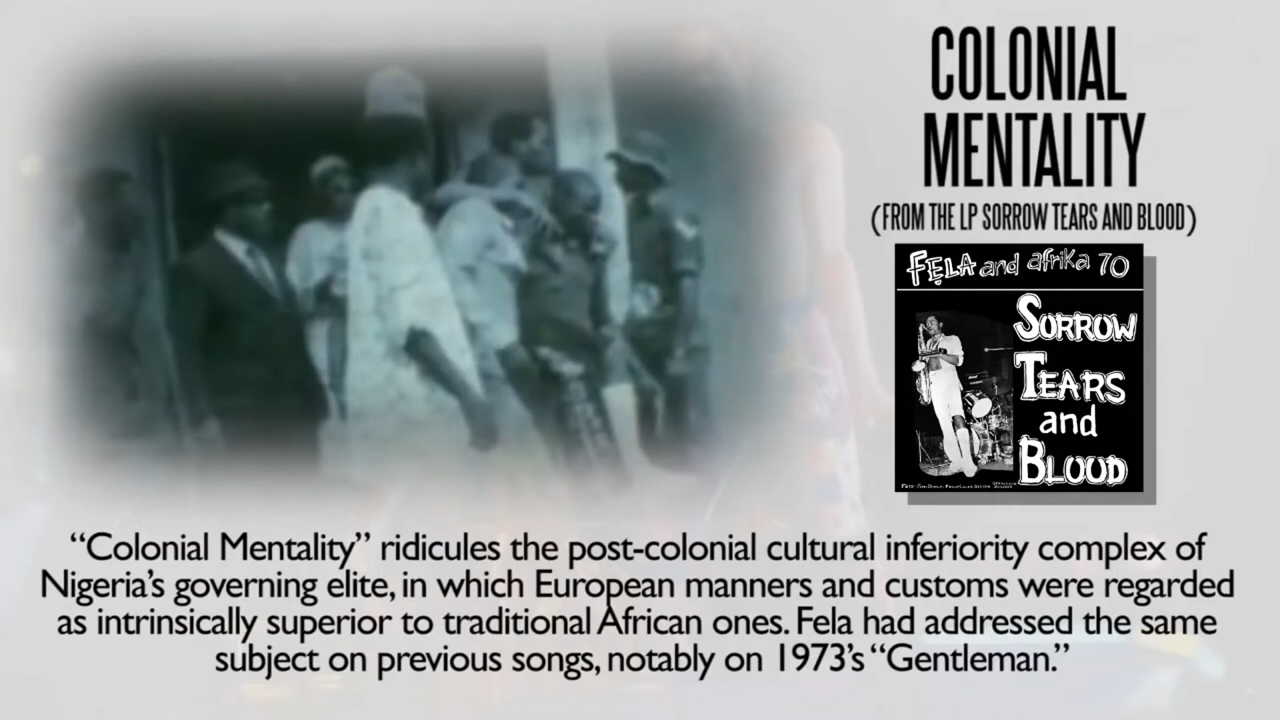 COLONIAL
MENTALITY
(FROM THE LP SORROW TEARS AND BLOOD)
FELA and afrika 70
SORROW
TEARS
and
BLOOD
“Colonial Mentality” ridicules the post-colonial cultural inferiority complex of
Nigeria’s governing elite, in which European manners and customs were regarded
as intrinsically superior to traditional African ones. Fela had addressed the same
subject on previous songs, notably on 1973’s “Gentleman.”